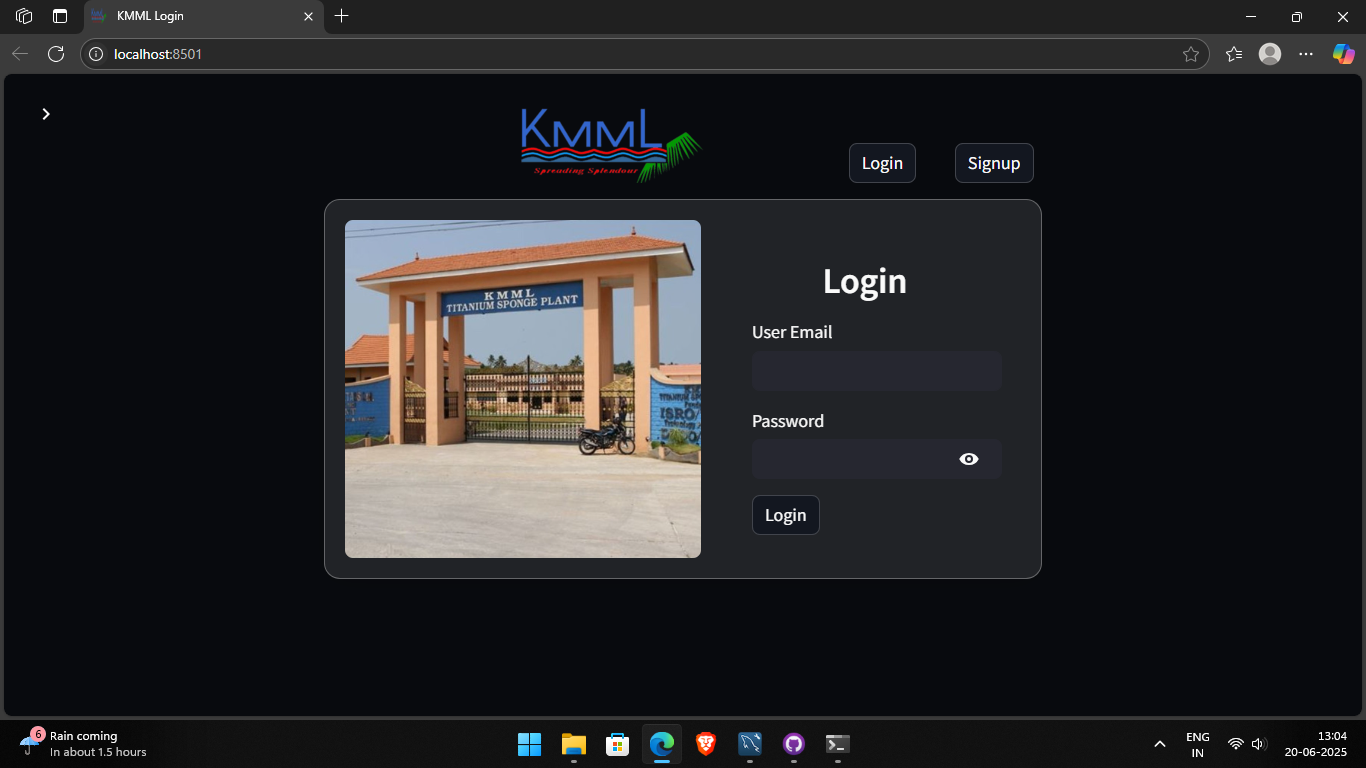 KMML Login
localhost:8501
KMML
Spreading Splendour
Login
Signup
KMML
TITANIUM SPONGE PLANT
ISRO
Login
User Email
Password
Login
6
Rain coming
In about 1.5 hours
ENG
IN
13:04
20-06-2025